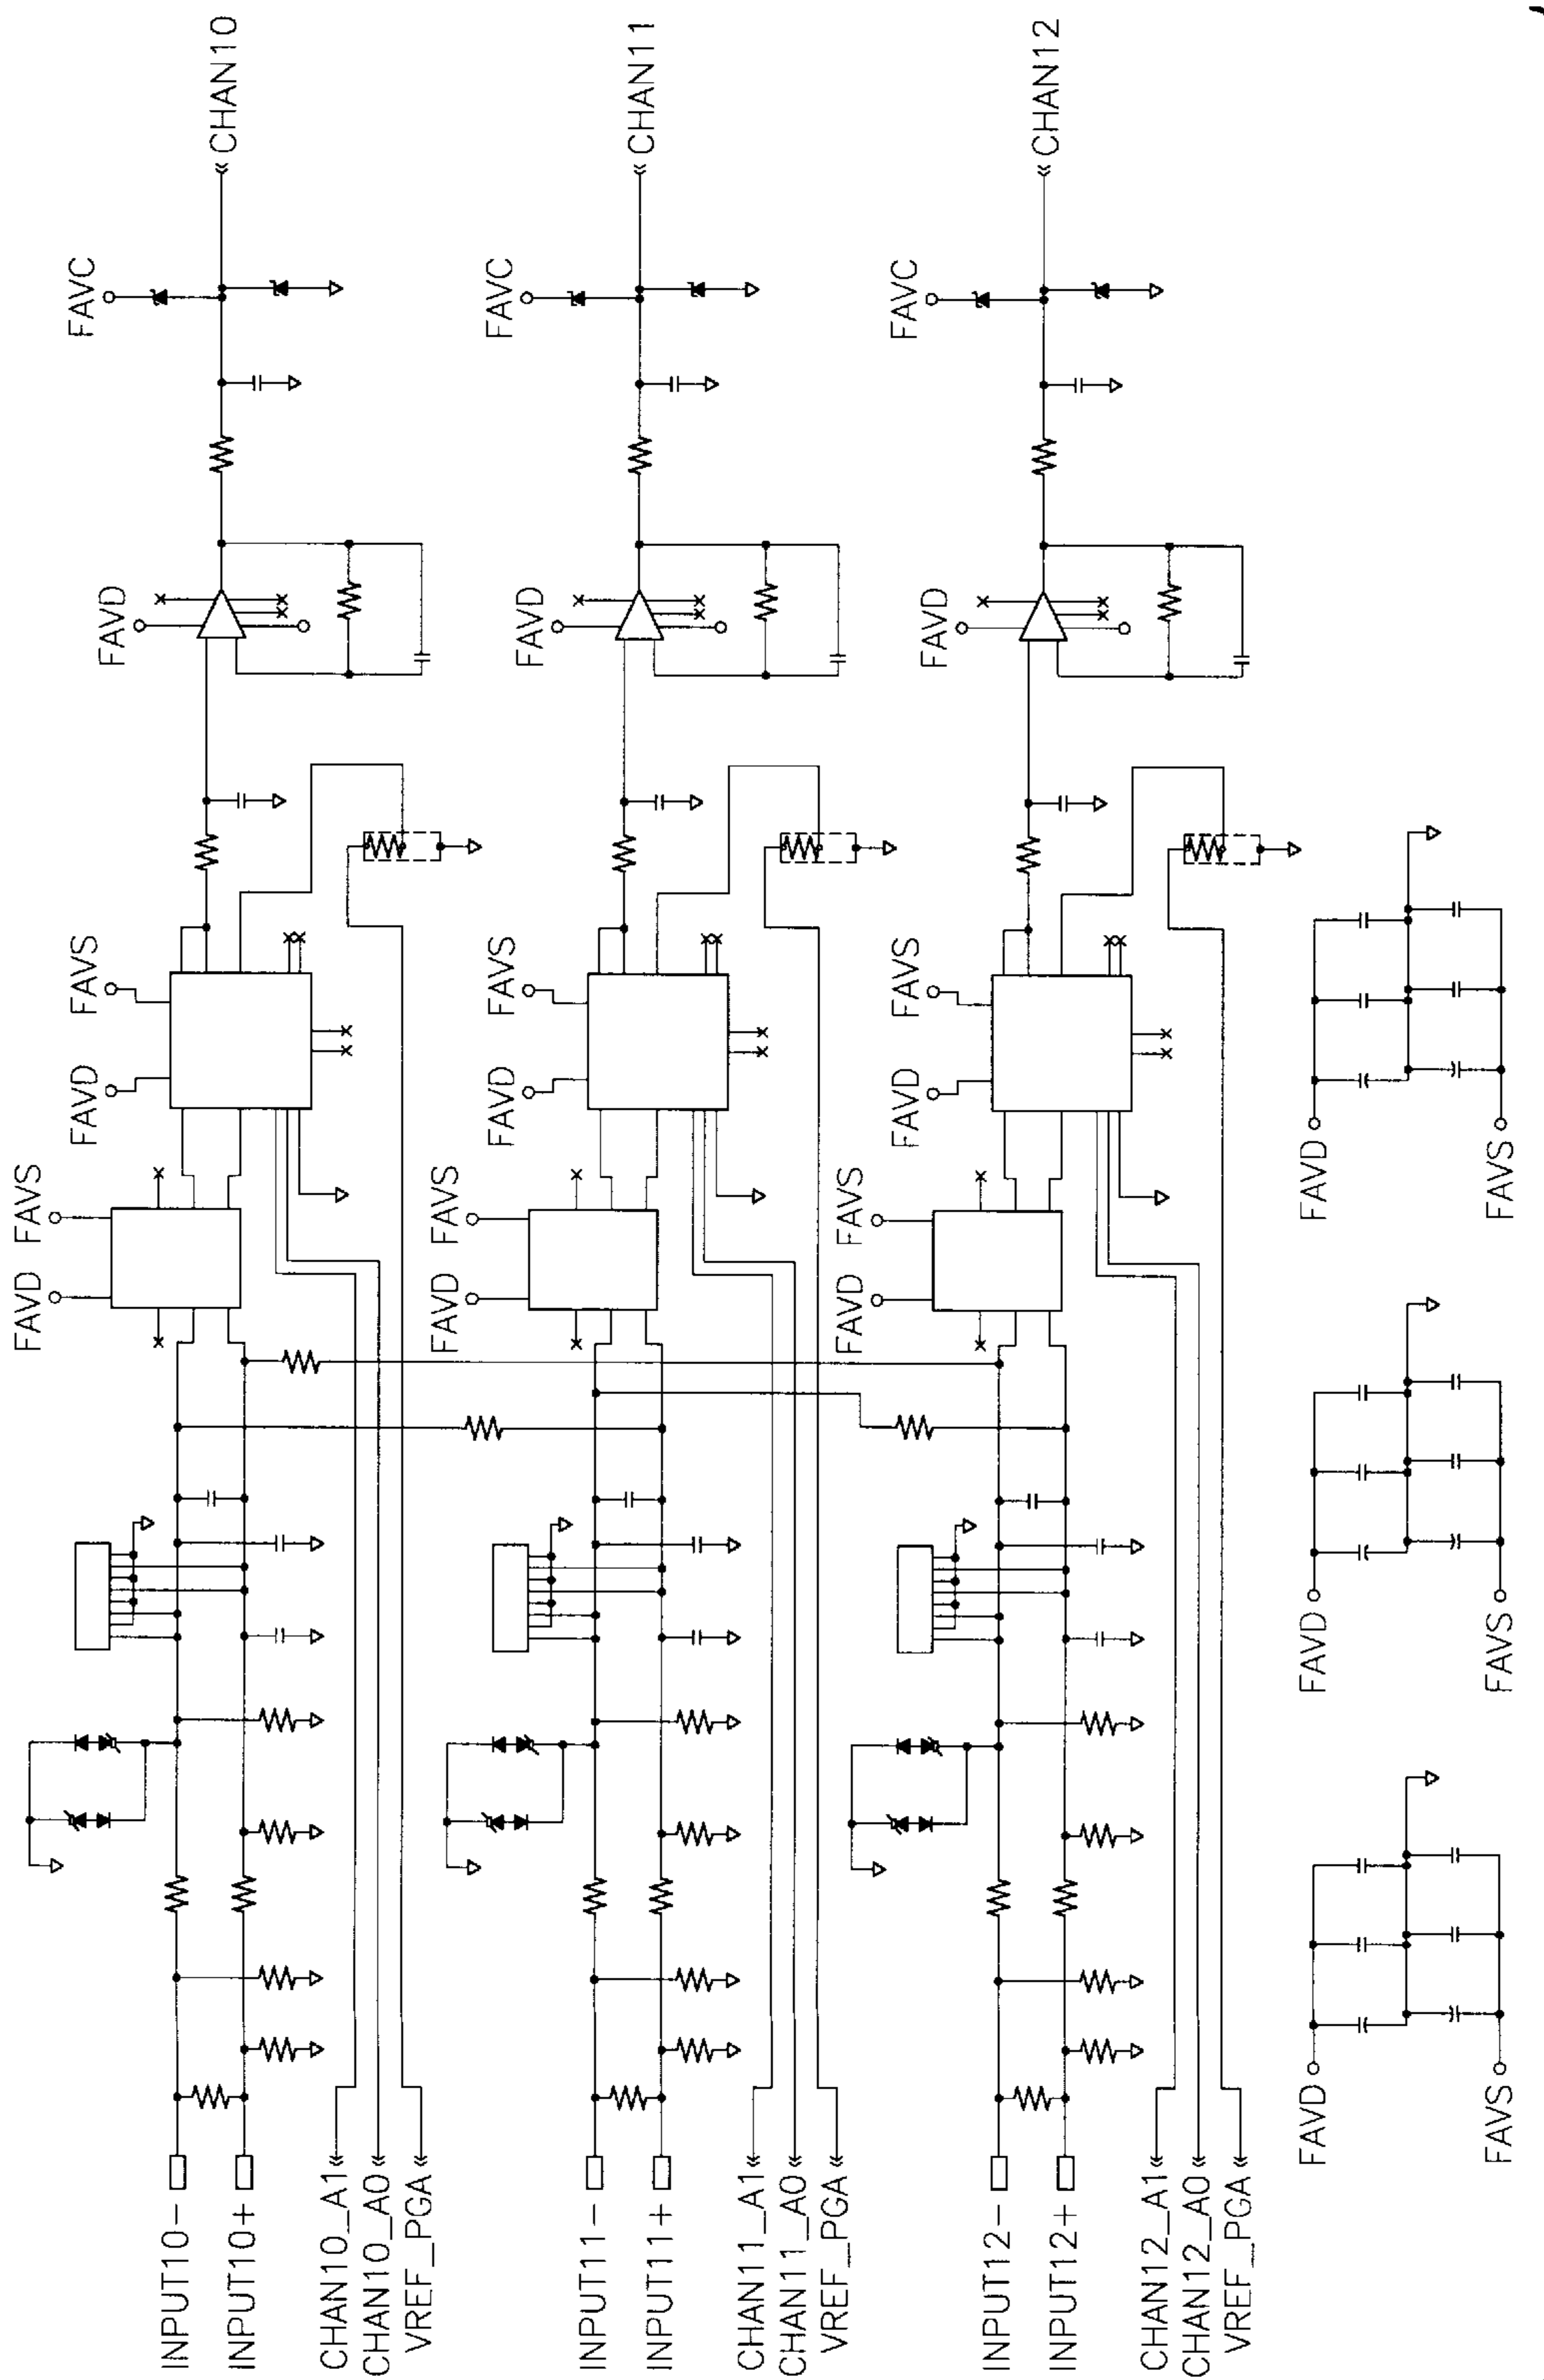 FAVC
FAVD
FAVS
FAVD
FAVS
FAVD
INPUT10-
INPUT10+
CHAN10_A1
CHAN10_A0
VREF_PGA
CHAN10
FAVC
FAVD
FAVS
FAVD
FAVS
FAVD
INPUT11-
INPUT11+
CHAN11_A1
CHAN11_A0
VREF_PGA
CHAN11
FAVC
FAVD
FAVS
FAVD
FAVS
FAVD
INPUT12-
INPUT12+
CHAN12_A1
CHAN12_A0
VREF_PGA
CHAN12
FAVD
FAVS
FAVD
FAVS
FAVD
FAVS